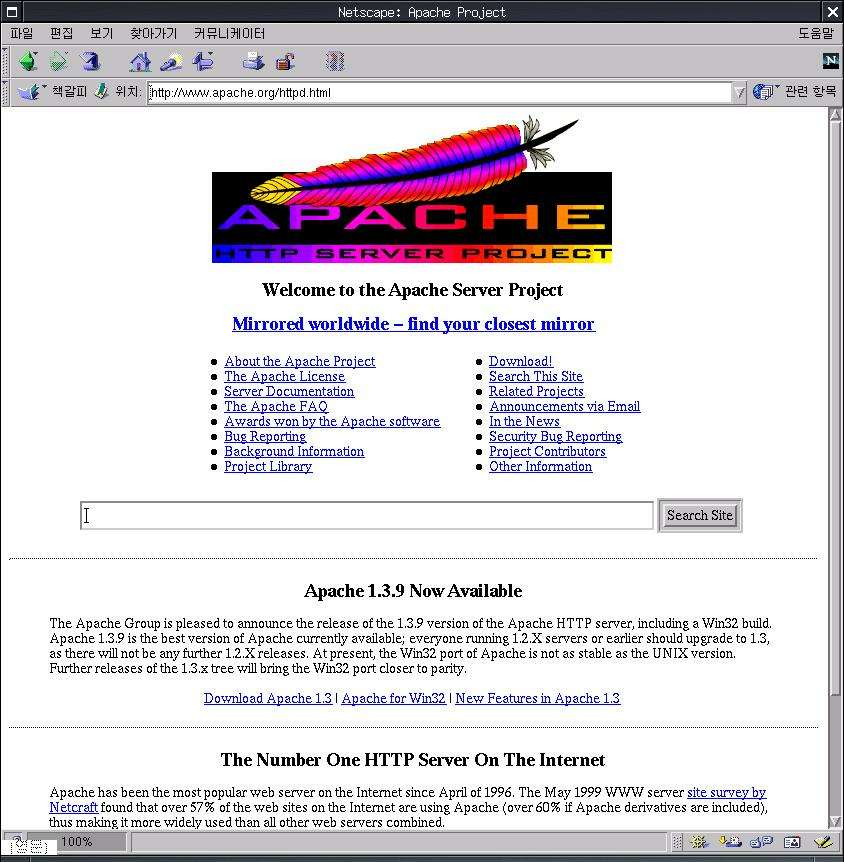 Netscape: Apache Project
파일 편집 보기 찾아가기 커뮤니케이터 도움말
N
책갈피 위치: http://www.apache.org/httpd.html 관련 항목
APACHE
HTTP SERVER PROJECT
Welcome to the Apache Server Project
Mirrored worldwide – find your closest mirror
About the Apache Project
The Apache License
Server Documentation
The Apache FAQ
Awards won by the Apache software
Bug Reporting
Background Information
Project Library
Download!
Search This Site
Related Projects
Announcements via Email
In the News
Security Bug Reporting
Project Contributors
Other Information
Search Site
Apache 1.3.9 Now Available
The Apache Group is pleased to announce the release of the 1.3.9 version of the Apache HTTP server, including a Win32 build.
Apache 1.3.9 is the best version of Apache currently available; everyone running 1.2.X servers or earlier should upgrade to 1.3,
as there will not be any further 1.2.X releases. At present, the Win32 port of Apache is not as stable as the UNIX version.
Further releases of the 1.3.x tree will bring the Win32 port closer to parity.
Download Apache 1.3 | Apache for Win32 | New Features in Apache 1.3
The Number One HTTP Server On The Internet
Apache has been the most popular web server on the Internet since April of 1996. The May 1999 WWW server site survey by
Netcraft found that over 57% of the web sites on the Internet are using Apache (over 60% if Apache derivatives are included),
thus making it more widely used than all other web servers combined.
100%